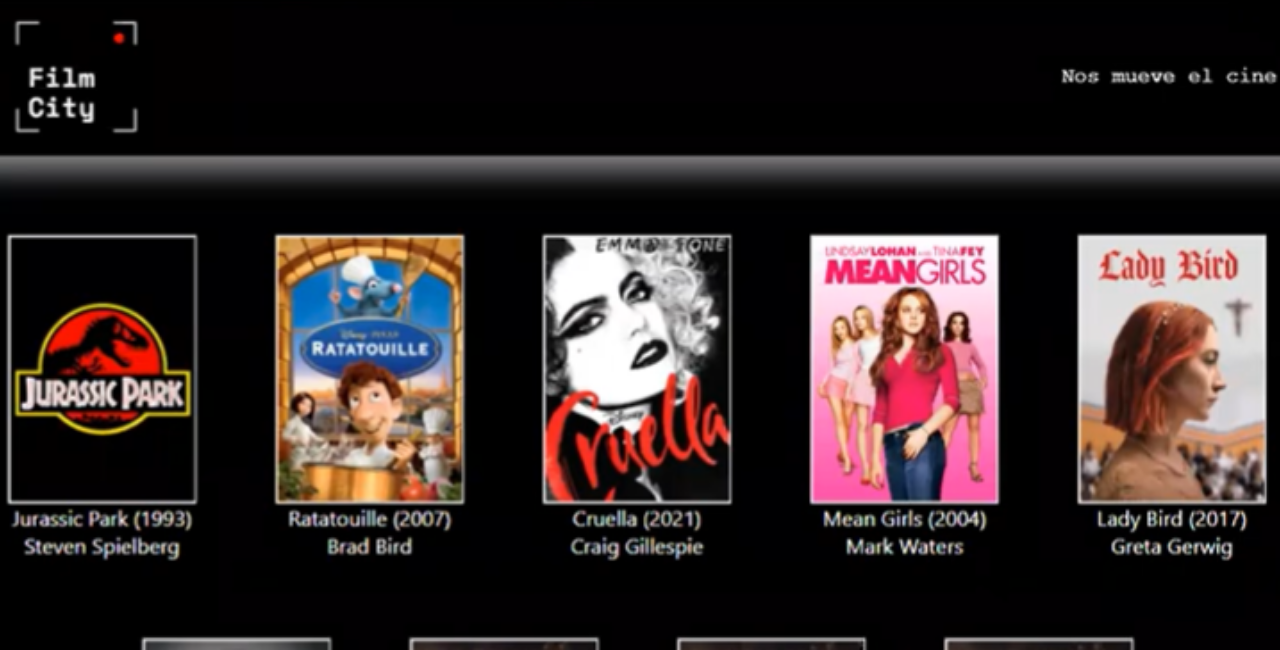 Film
City
Nos mueve el cine
JURASSIC PARK
Disney PIXAR
RATATOUILLE
EMMA STONE
Disney
Cruella
LINDSAY LOHAN AND TINA FEY
MEAN GIRLS
Lady Bird
Jurassic Park (1993)
Steven Spielberg
Ratatouille (2007)
Brad Bird
Cruella (2021)
Craig Gillespie
Mean Girls (2004)
Mark Waters
Lady Bird (2017)
Greta Gerwig